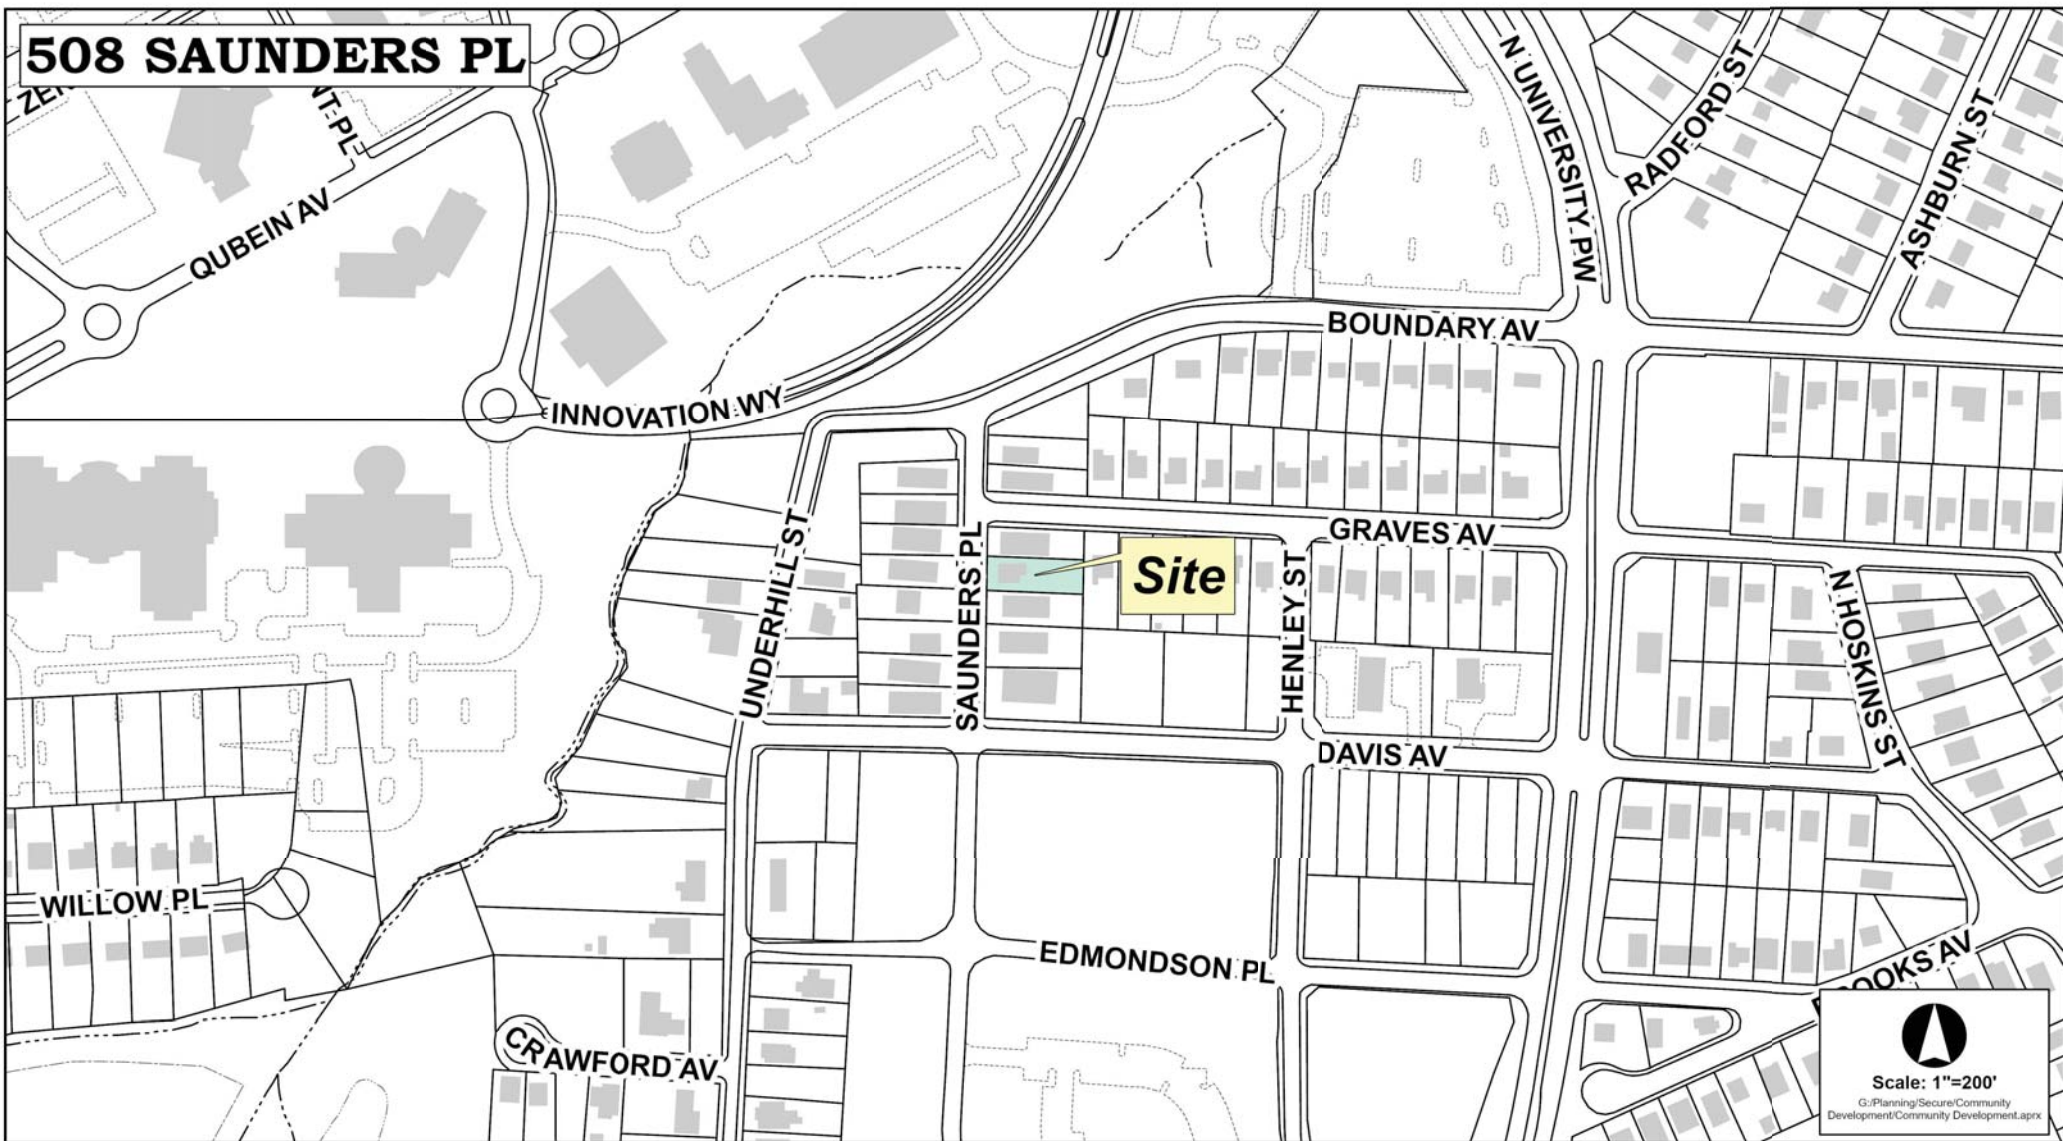 508 SAUNDERS PL
QUBEIN AV
N UNIVERSITY PW
RADFORD ST
ASHBURN ST
BOUNDARY AV
INNOVATION WY
GRAVES AV
Site
UNDERHILL ST
SAUNDERS PL
HENLEY ST
N HOSKINS ST
DAVIS AV
WILLOW PL
EDMONDSON PL
CRAWFORD AV
Scale: 1"=200'
G:/Planning/Secure/Community
Development/Community Development.aprx